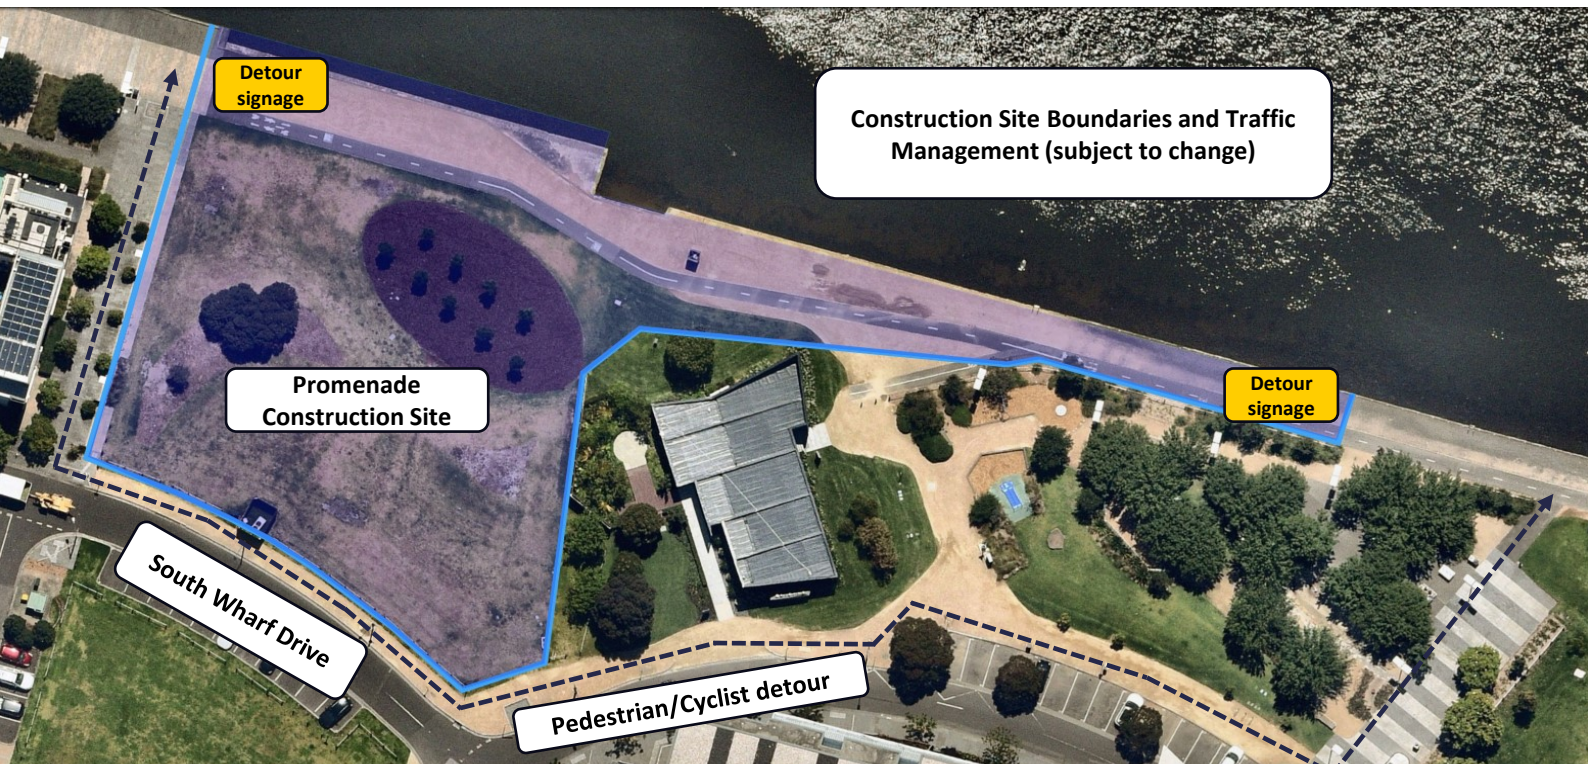 Detour
signage
Construction Site Boundaries and Traffic
Management (subject to change)
Promenade
Construction Site
Detour
signage
South Wharf Drive
Pedestrian/Cyclist detour